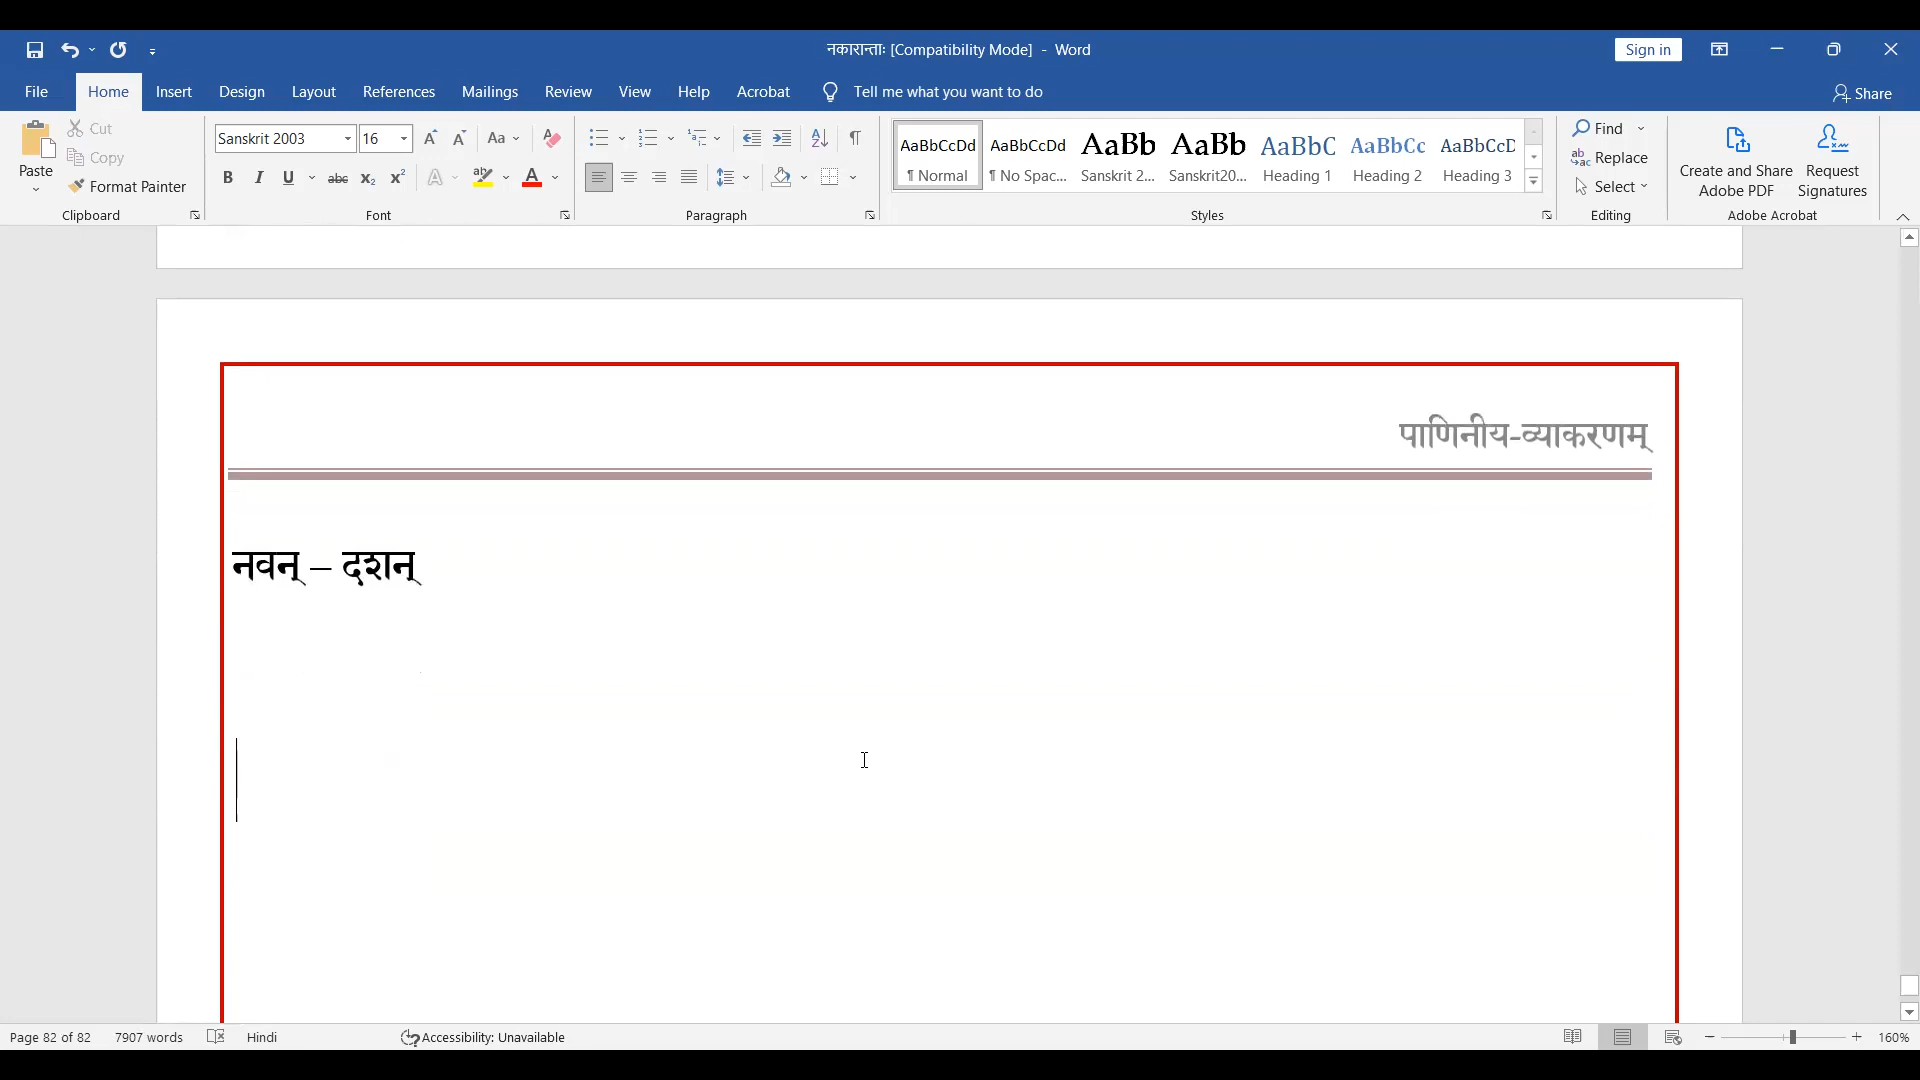 नकारान्ताः [Compatibility Mode] - Word
Sign in
File Home Insert Design Layout References Mailings Review View Help Acrobat Tell me what you want to do Share
Paste
Cut
Copy
Format Painter
Clipboard
Sanskrit 2003 16
Font
Paragraph
AaBbCcDd AaBbCcDd AaBb AaBb AaBbC AaBbCc AaBbCcD
¶ Normal ¶ No Spac... Sanskrit 2... Sanskrit20... Heading 1 Heading 2 Heading 3
Styles
Find
Replace
Select
Editing
Create and Share Adobe PDF
Request Signatures
Adobe Acrobat
पाणिनीय-व्याकरणम्
नवन् – दशन्
Page 82 of 82 7907 words Hindi Accessibility: Unavailable 160%